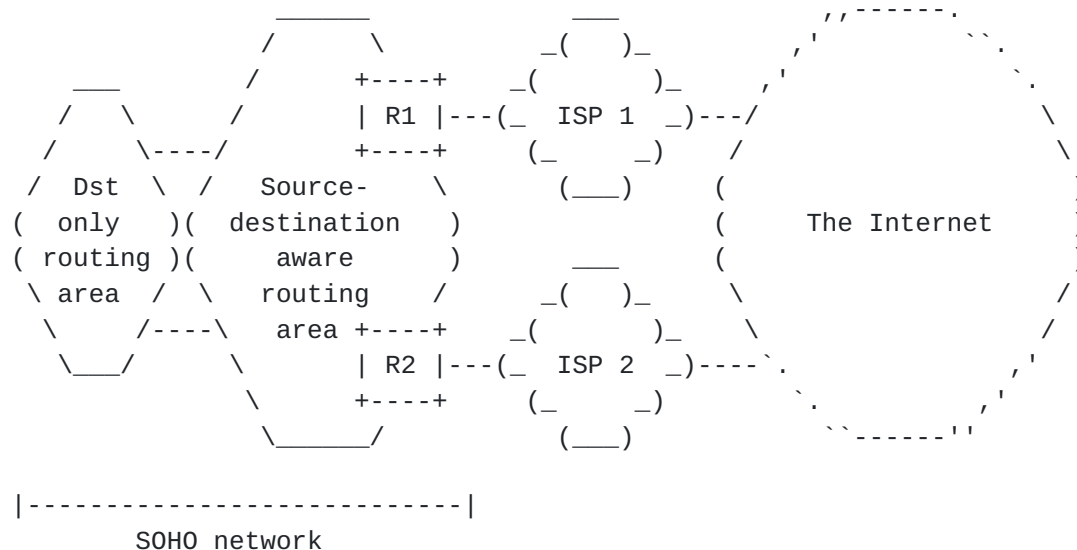 R1 ISP 1
Dst Source-
only destination The Internet
routing aware
area routing
area
R2 ISP 2
SOHO network